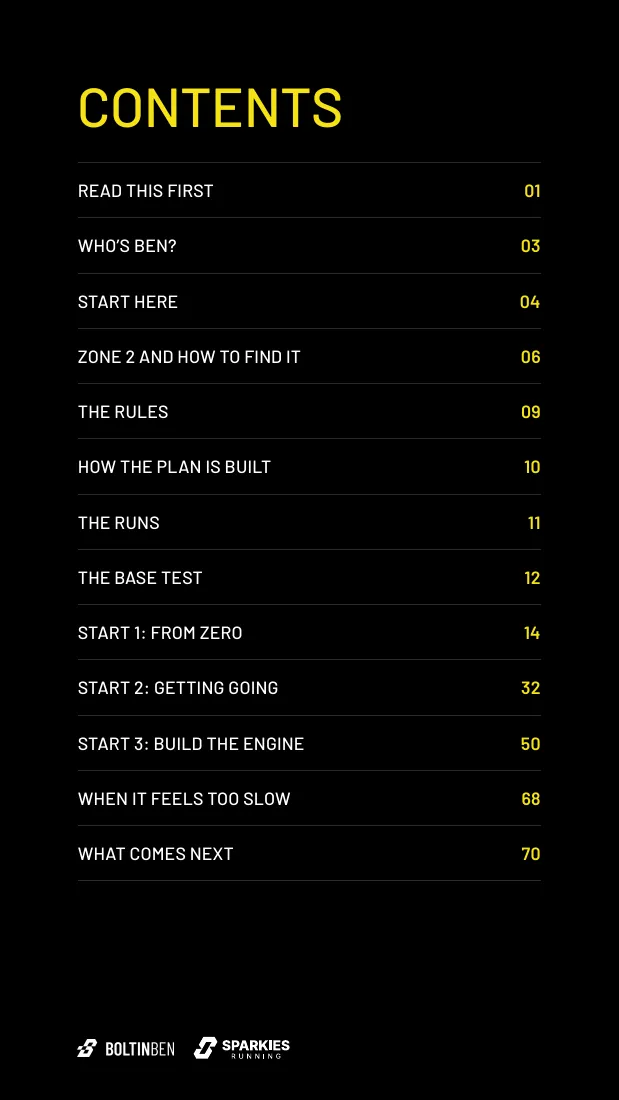 CONTENTS
READ THIS FIRST 01
WHO'S BEN? 03
START HERE 04
ZONE 2 AND HOW TO FIND IT 06
THE RULES 09
HOW THE PLAN IS BUILT 10
THE RUNS 11
THE BASE TEST 12
START 1: FROM ZERO 14
START 2: GETTING GOING 32
START 3: BUILD THE ENGINE 50
WHEN IT FEELS TOO SLOW 68
WHAT COMES NEXT 70
BOLTINBEN SPARKIES
RUNNING